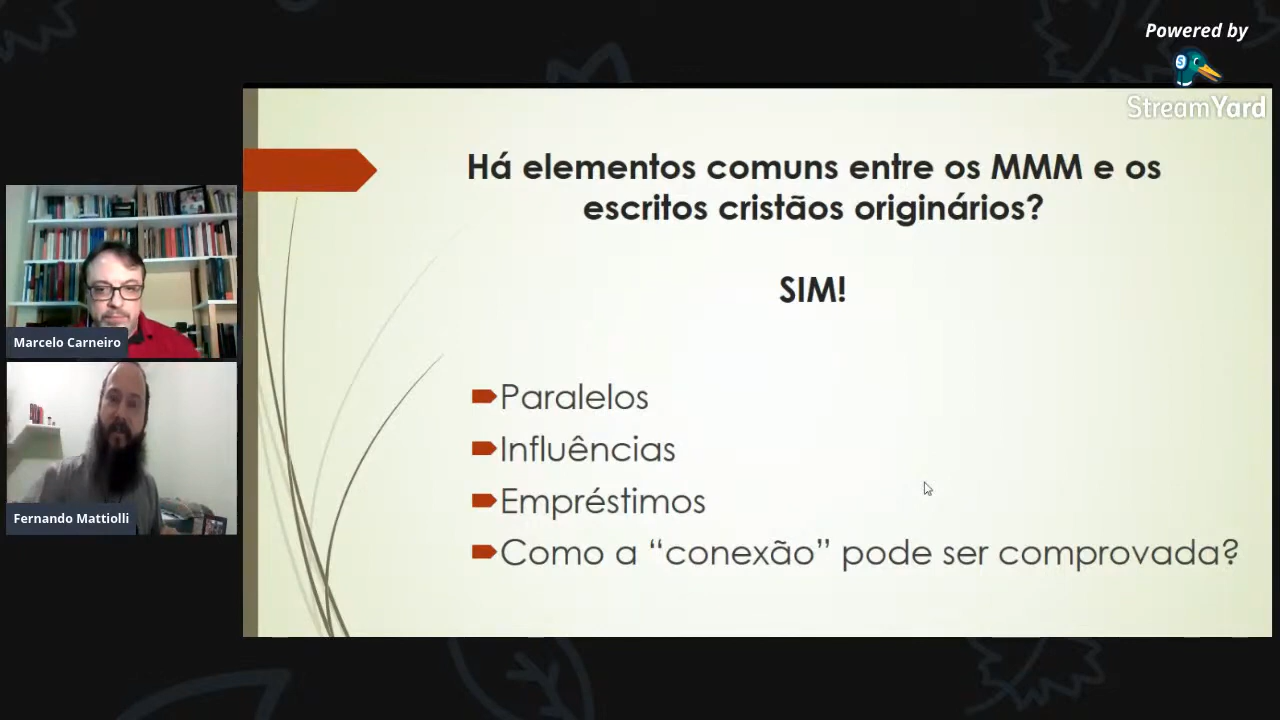 Powered by
StreamYard
Há elementos comuns entre os MMM e os
escritos cristãos originários?
SIM!
Paralelos
Influências
Empréstimos
Como a “conexão” pode ser comprovada?
Marcelo Carneiro
Fernando Mattiolli